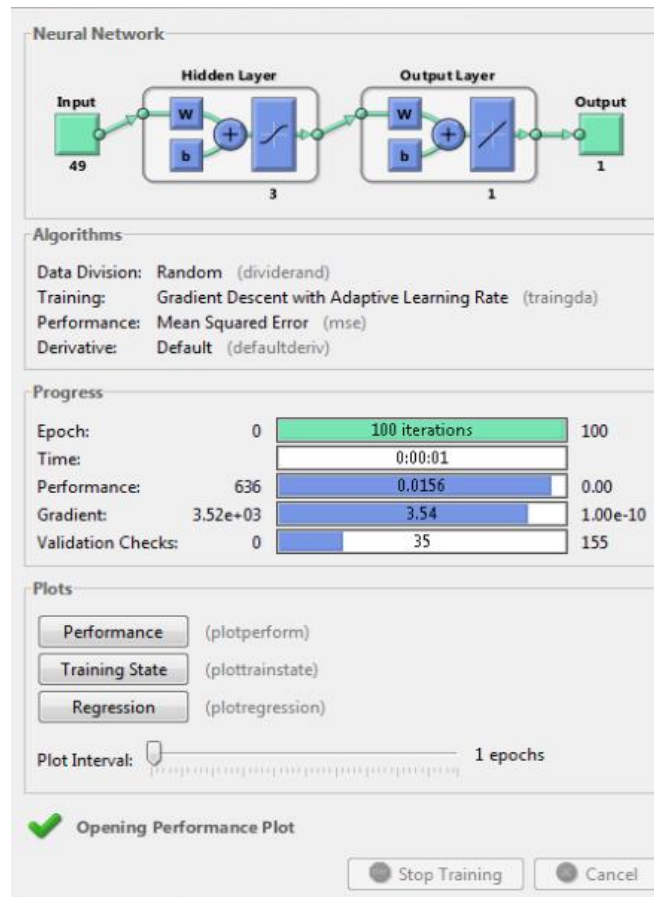 Neural Network
Hidden Layer
Output Layer
Input
Output
W
b
+
W
b
+
49
3
1
1
Algorithms
Data Division: Random (dividerand)
Training: Gradient Descent with Adaptive Learning Rate (traingda)
Performance: Mean Squared Error (mse)
Derivative: Default (defaultderiv)
Progress
Epoch: 0 100 iterations 100
Time: 0:00:01
Performance: 636 0.0156 0.00
Gradient: 3.52e+03 3.54 1.00e-10
Validation Checks: 0 35 155
Plots
Performance (plotperform)
Training State (plottrainstate)
Regression (plotregression)
Plot Interval: 1 epochs
Opening Performance Plot
Stop Training Cancel